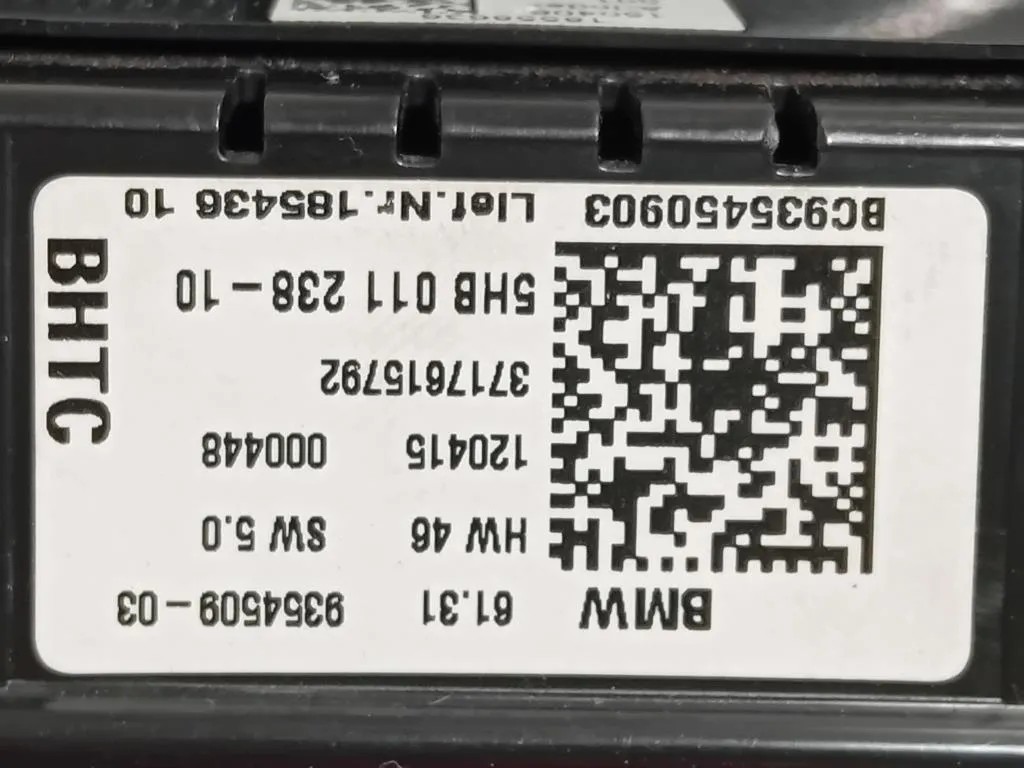 BMW 61.31 9354509-03
HW 46 SW 5.0
120415 000448
3717615792
5HB 011 238-10
BC935450903 Lief.Nr.185436 10
BHTC